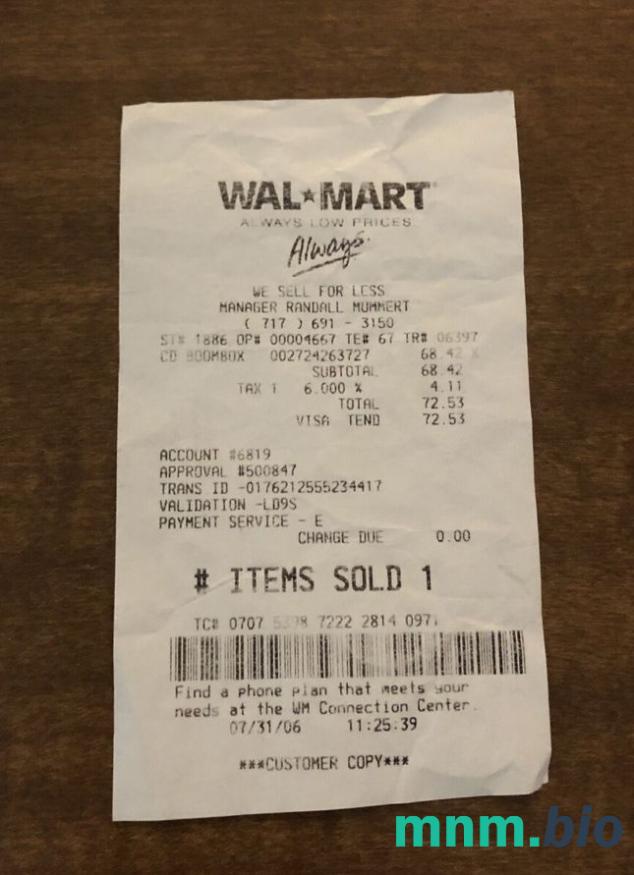 WAL★MART
ALWAYS LOW PRICES
Always.
WE SELL FOR LESS
MANAGER RANDALL MUMMERT
( 717 ) 691 - 3150
ST# 1886 OP# 00004667 TE# 67 TR# 06397
CD BOOMBOX 002724263727 68.42 X
SUBTOTAL 68.42
TAX 1 6.000 % 4.11
TOTAL 72.53
VISA TEND 72.53
ACCOUNT #6819
APPROVAL #500847
TRANS ID -0176212555234417
VALIDATION -LD9S
PAYMENT SERVICE - E
CHANGE DUE 0.00
# ITEMS SOLD 1
TC# 0707 7222 2814
Find a phone plan that meets your
needs at the WM Connection Center.
07/31/06 11:25:39
***CUSTOMER COPY***
mnm.bio